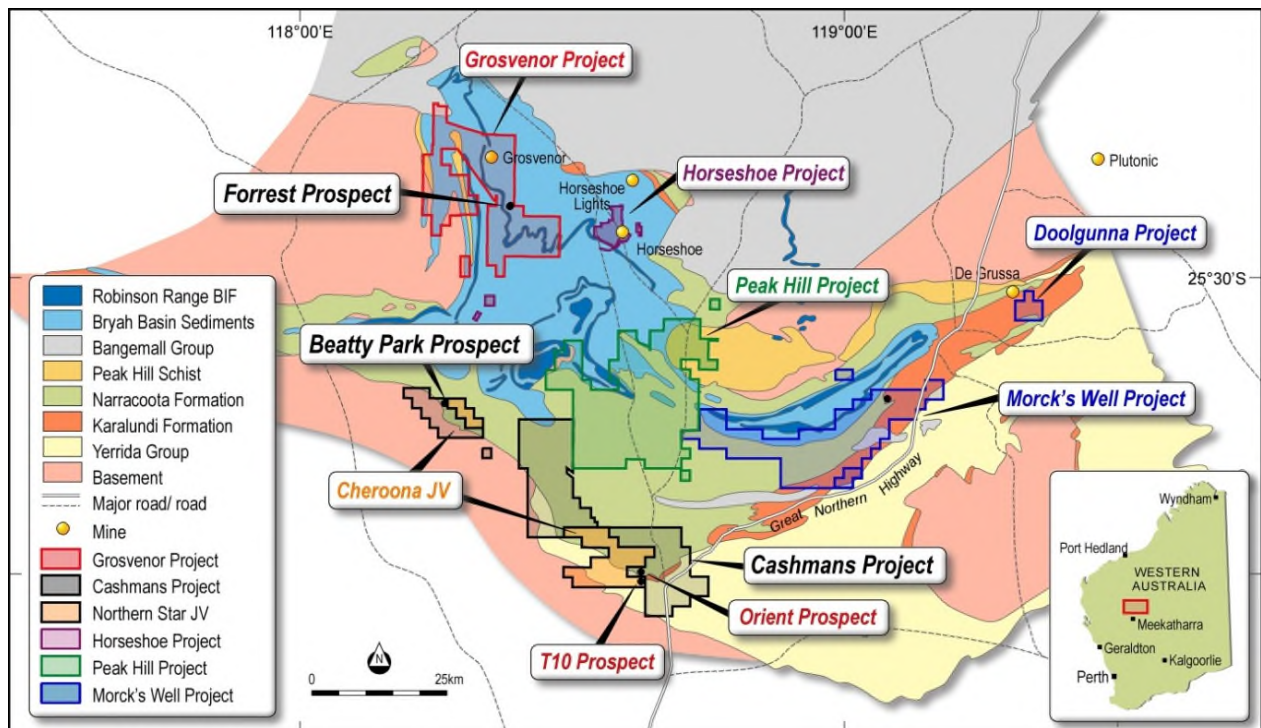 118°00'E
119°00'E
Grosvenor Project
Plutonic
Grosvenor
Forrest Prospect
Horseshoe
Lights
Horseshoe Project
Horseshoe
Doolgunna Project
De Grussa
25°30'S
Peak Hill Project
Beatty Park Prospect
Morck's Well Project
Cheroona JV
Great Northern Highway
Cashmans Project
Orient Prospect
T10 Prospect
Robinson Range BIF
Bryah Basin Sediments
Bangemall Group
Peak Hill Schist
Narracoota Formation
Karalundi Formation
Yerrida Group
Basement
Major road/ road
Mine
Grosvenor Project
Cashmans Project
Northern Star JV
Horseshoe Project
Peak Hill Project
Morck's Well Project
N
0
25km
Wyndham
Port Hedland
WESTERN
AUSTRALIA
Meekatharra
Geraldton
Kalgoorlie
Perth